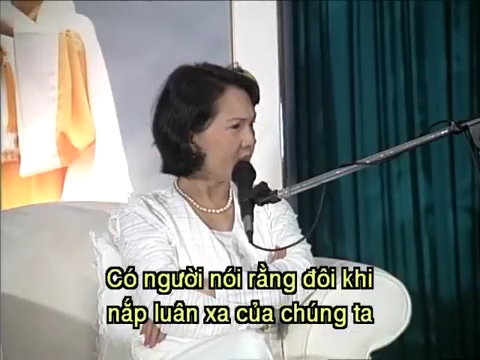 Có người nói rằng đôi khi
nắp luân xa của chúng ta